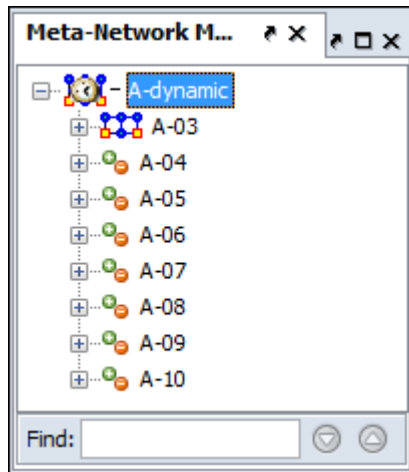 Meta-Network M...
A-dynamic
A-03
A-04
A-05
A-06
A-07
A-08
A-09
A-10
Find: